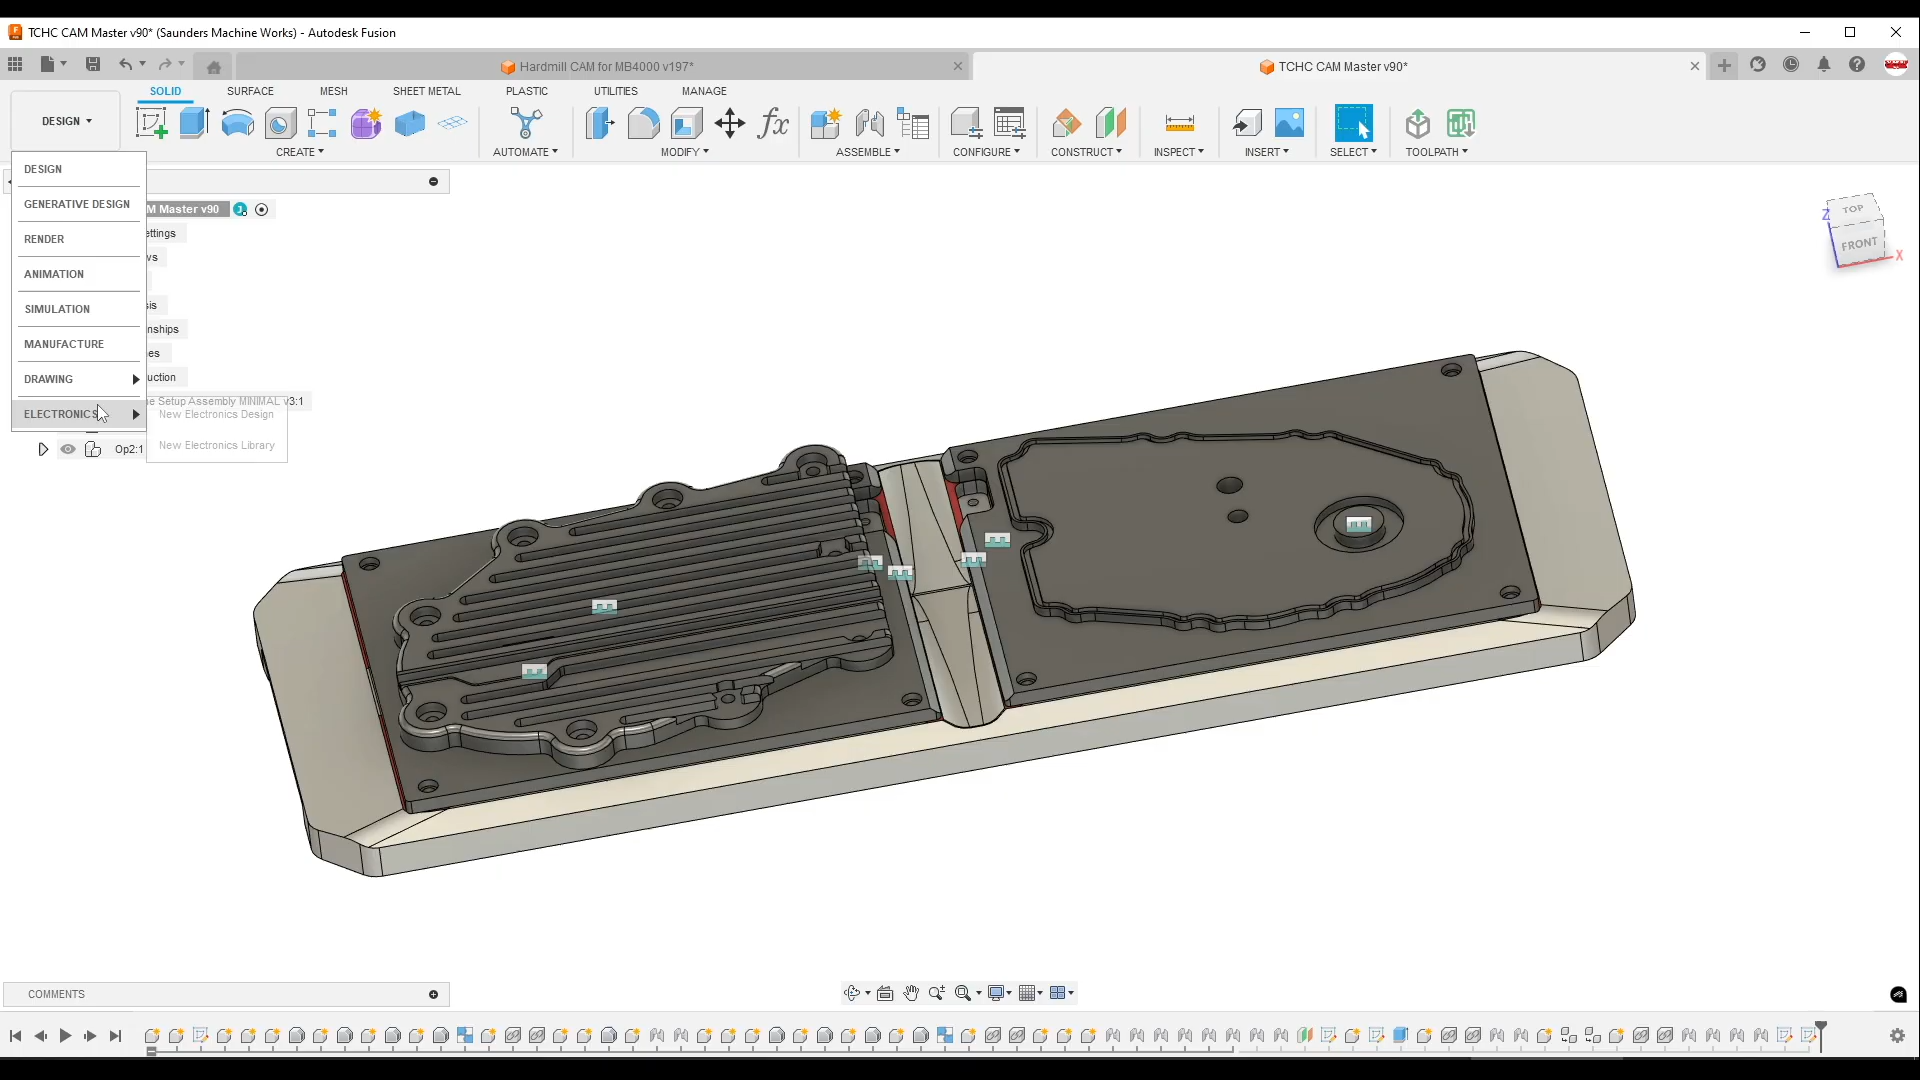 TCHC CAM Master v90* (Saunders Machine Works) - Autodesk Fusion
Hardmill CAM for MB4000 v197*
TCHC CAM Master v90*
SOLID SURFACE MESH SHEET METAL PLASTIC UTILITIES MANAGE
DESIGN
fx
CREATE AUTOMATE MODIFY ASSEMBLE CONFIGURE CONSTRUCT INSPECT INSERT SELECT TOOLPATH
DESIGN
GENERATIVE DESIGN
RENDER
ANIMATION
SIMULATION
MANUFACTURE
DRAWING
ELECTRONICS
M Master v90
ettings
ws
sis
nships
es
uction
e Setup Assembly MINIMAL v3:1
New Electronics Design
New Electronics Library
Op2:1
TOP
FRONT
Z
X
COMMENTS